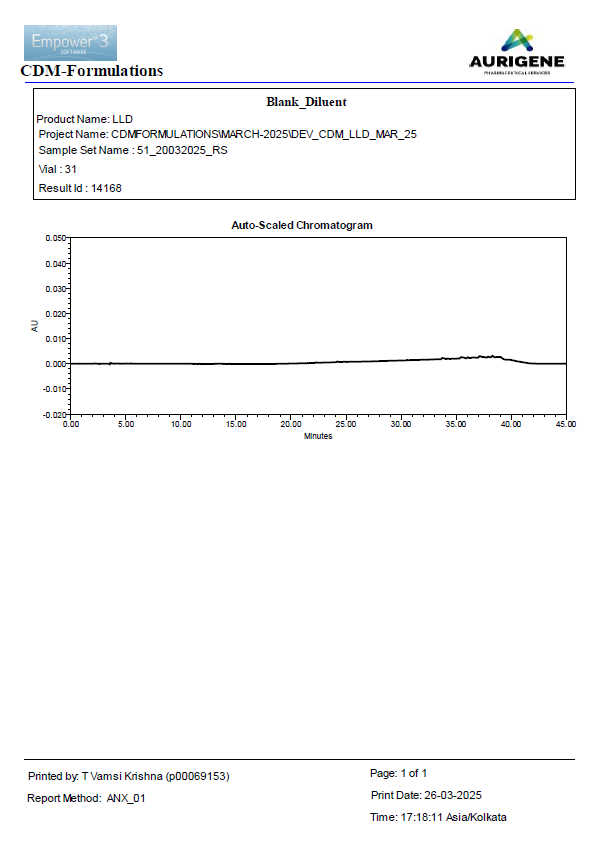 Empower 3
SOFTWARE
AURIGENE
PHARMACEUTICAL SERVICES
CDM-Formulations
Blank_Diluent
Product Name: LLD
Project Name: CDMFORMULATIONS\MARCH-2025\DEV_CDM_LLD_MAR_25
Sample Set Name : 51_20032025_RS
Vial : 31
Result Id : 14168
Auto-Scaled Chromatogram
AU
0.050
0.040
0.030
0.020
0.010
0.000
-0.010
-0.020
0.00 5.00 10.00 15.00 20.00 25.00 30.00 35.00 40.00 45.00
Minutes
Printed by: T Vamsi Krishna (p00069153)
Report Method: ANX_01
Page: 1 of 1
Print Date: 26-03-2025
Time: 17:18:11 Asia/Kolkata